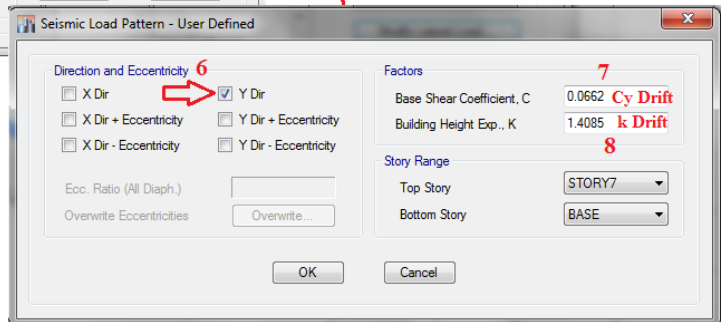 Seismic Load Pattern - User Defined
Direction and Eccentricity 6
X Dir
Y Dir
X Dir + Eccentricity
Y Dir + Eccentricity
X Dir - Eccentricity
Y Dir - Eccentricity
Ecc. Ratio (All Diaph.)
Overwrite Eccentricities
Overwrite...
Factors
7
Base Shear Coefficient, C 0.0662 Cy Drift
Building Height Exp., K 1.4085 k Drift
8
Story Range
Top Story STORY7
Bottom Story BASE
OK
Cancel